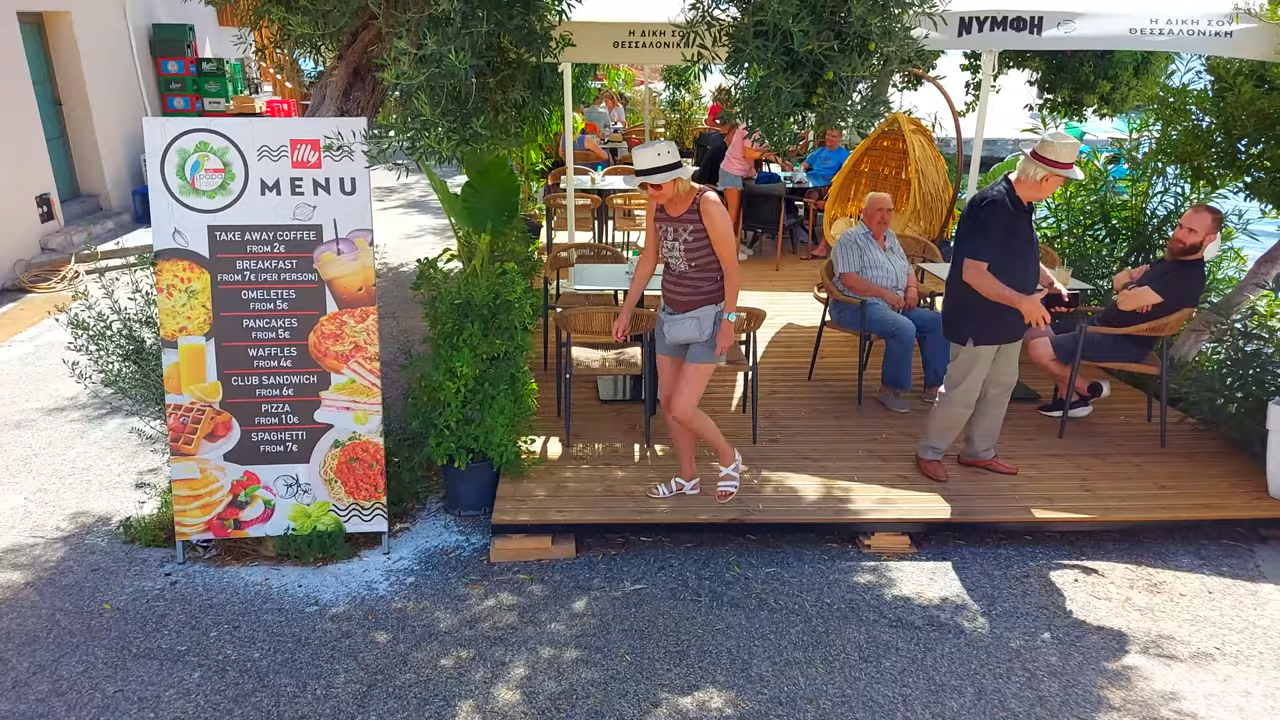 Η ΔΙΚΗ ΣΟΥ
ΘΕΣΣΑΛΟΝΙΚΗ
ΝΥΜΦΗ
Η ΔΙΚΗ ΣΟΥ
ΘΕΣΣΑΛΟΝΙΚΗ
papa
illy
MENU
TAKE AWAY COFFEE
FROM 2€
BREAKFAST
FROM 7€ (PER PERSON)
OMELETES
FROM 5€
PANCAKES
FROM 5€
WAFFLES
FROM 4€
CLUB SANDWICH
FROM 6€
PIZZA
FROM 10€
SPAGHETTI
FROM 7€